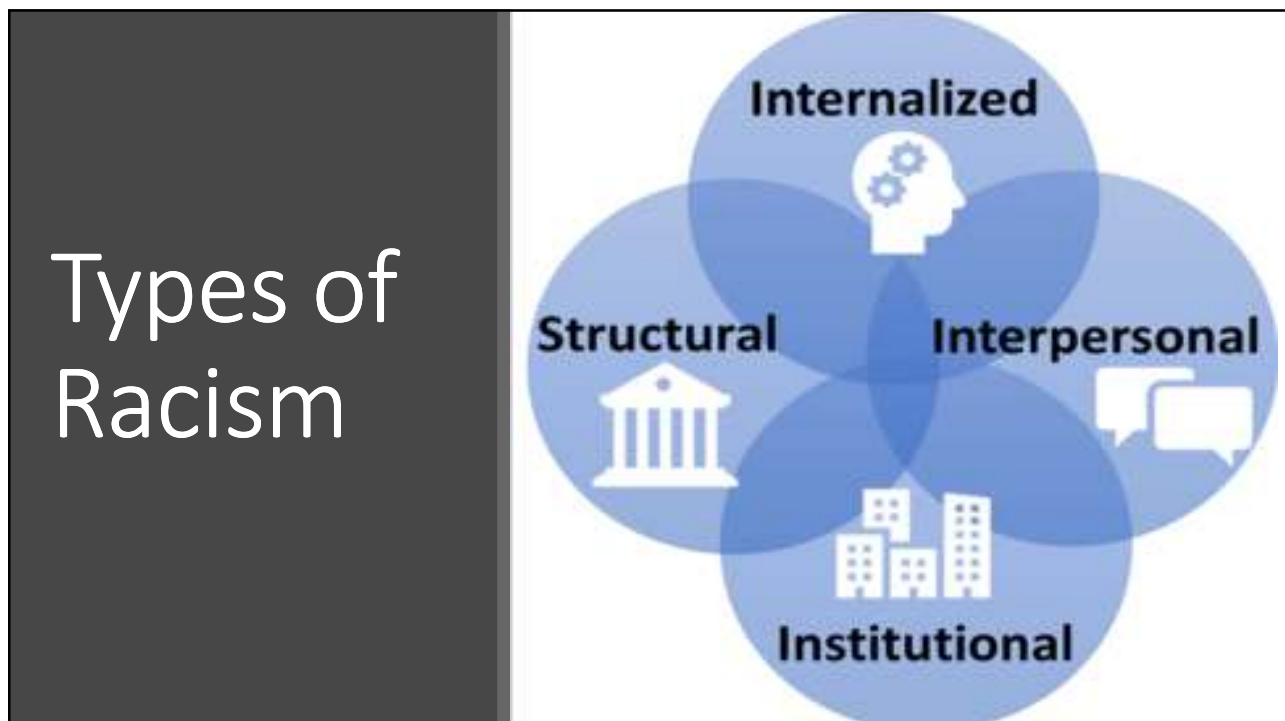 Types of
Racism
Internalized
Structural
Interpersonal
Institutional